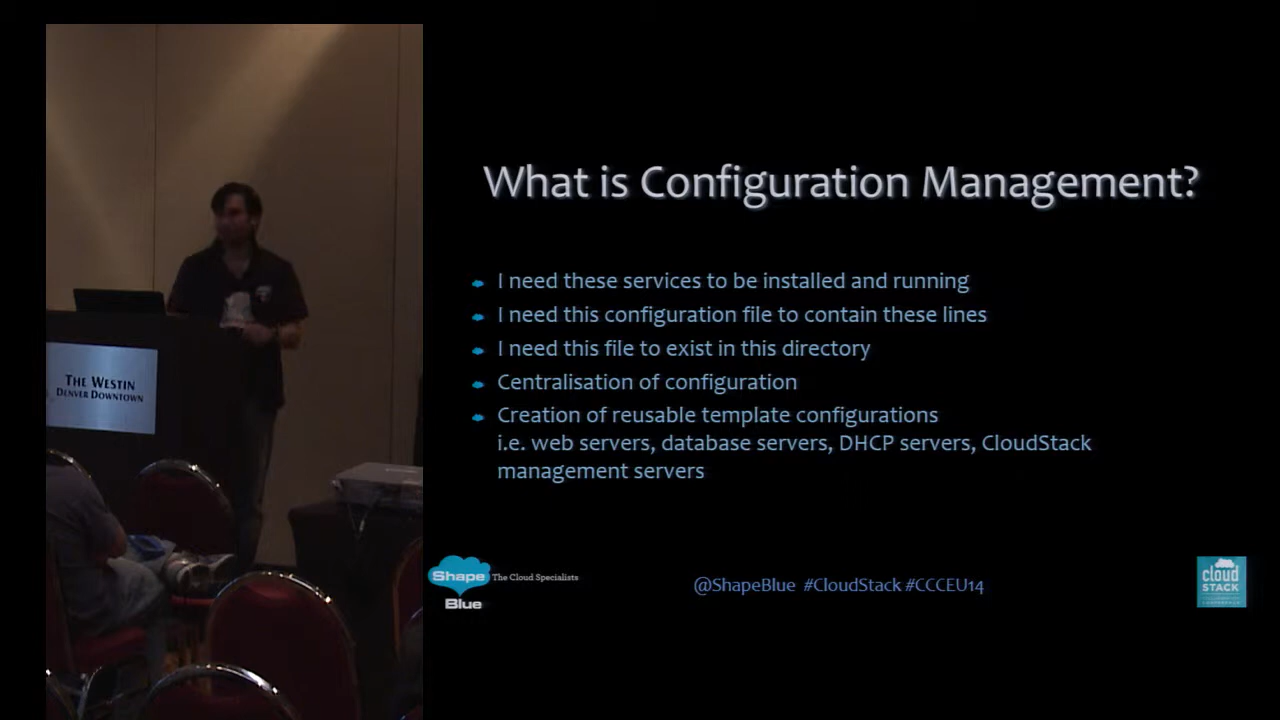 What is Configuration Management?
I need these services to be installed and running
I need this configuration file to contain these lines
I need this file to exist in this directory
Centralisation of configuration
Creation of reusable template configurations
i.e. web servers, database servers, DHCP servers, CloudStack
management servers
THE WESTIN
DENVER DOWNTOWN
Shape
Blue
The Cloud Specialists
@ShapeBlue #CloudStack #CCCEU14
cloud
STACK
CONFERENCE